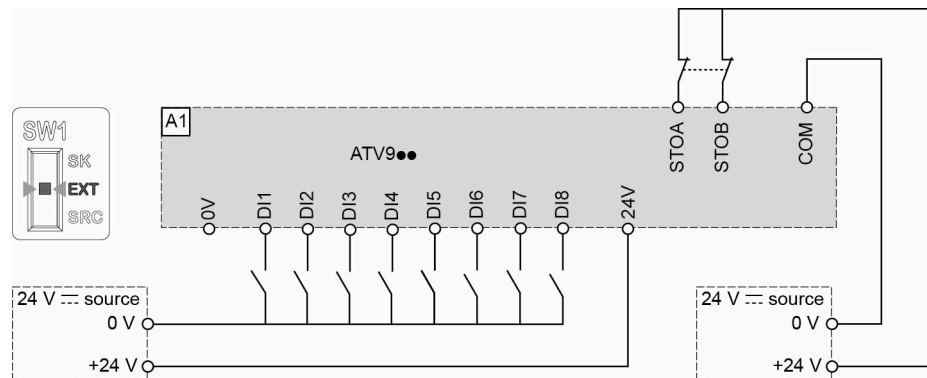 SW1
SK
EXT
SRC
A1
ATV9●●
STOA
STOB
COM
0V
DI1
DI2
DI3
DI4
DI5
DI6
DI7
DI8
24V
24 V ⎓ source
0 V
+24 V
24 V ⎓ source
0 V
+24 V